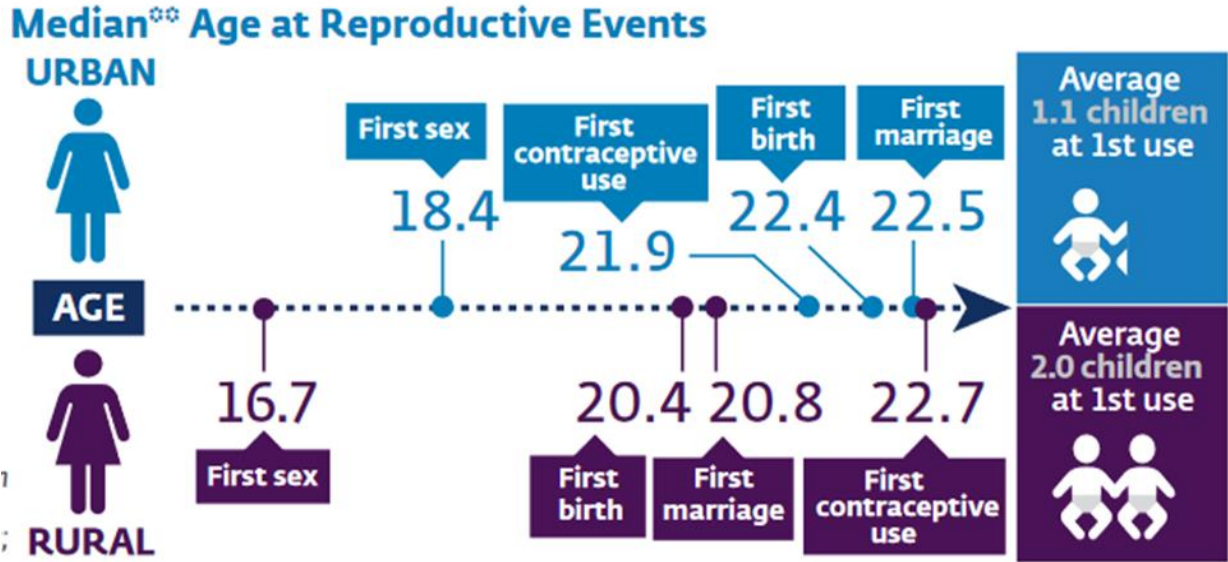 Median** Age at Reproductive Events
URBAN
First sex
18.4
First
contraceptive
use
21.9
First
birth
22.4
First
marriage
22.5
Average
1.1 children
at 1st use
AGE
16.7
First sex
20.4
First
birth
20.8
First
marriage
22.7
First
contraceptive
use
RURAL
Average
2.0 children
at 1st use